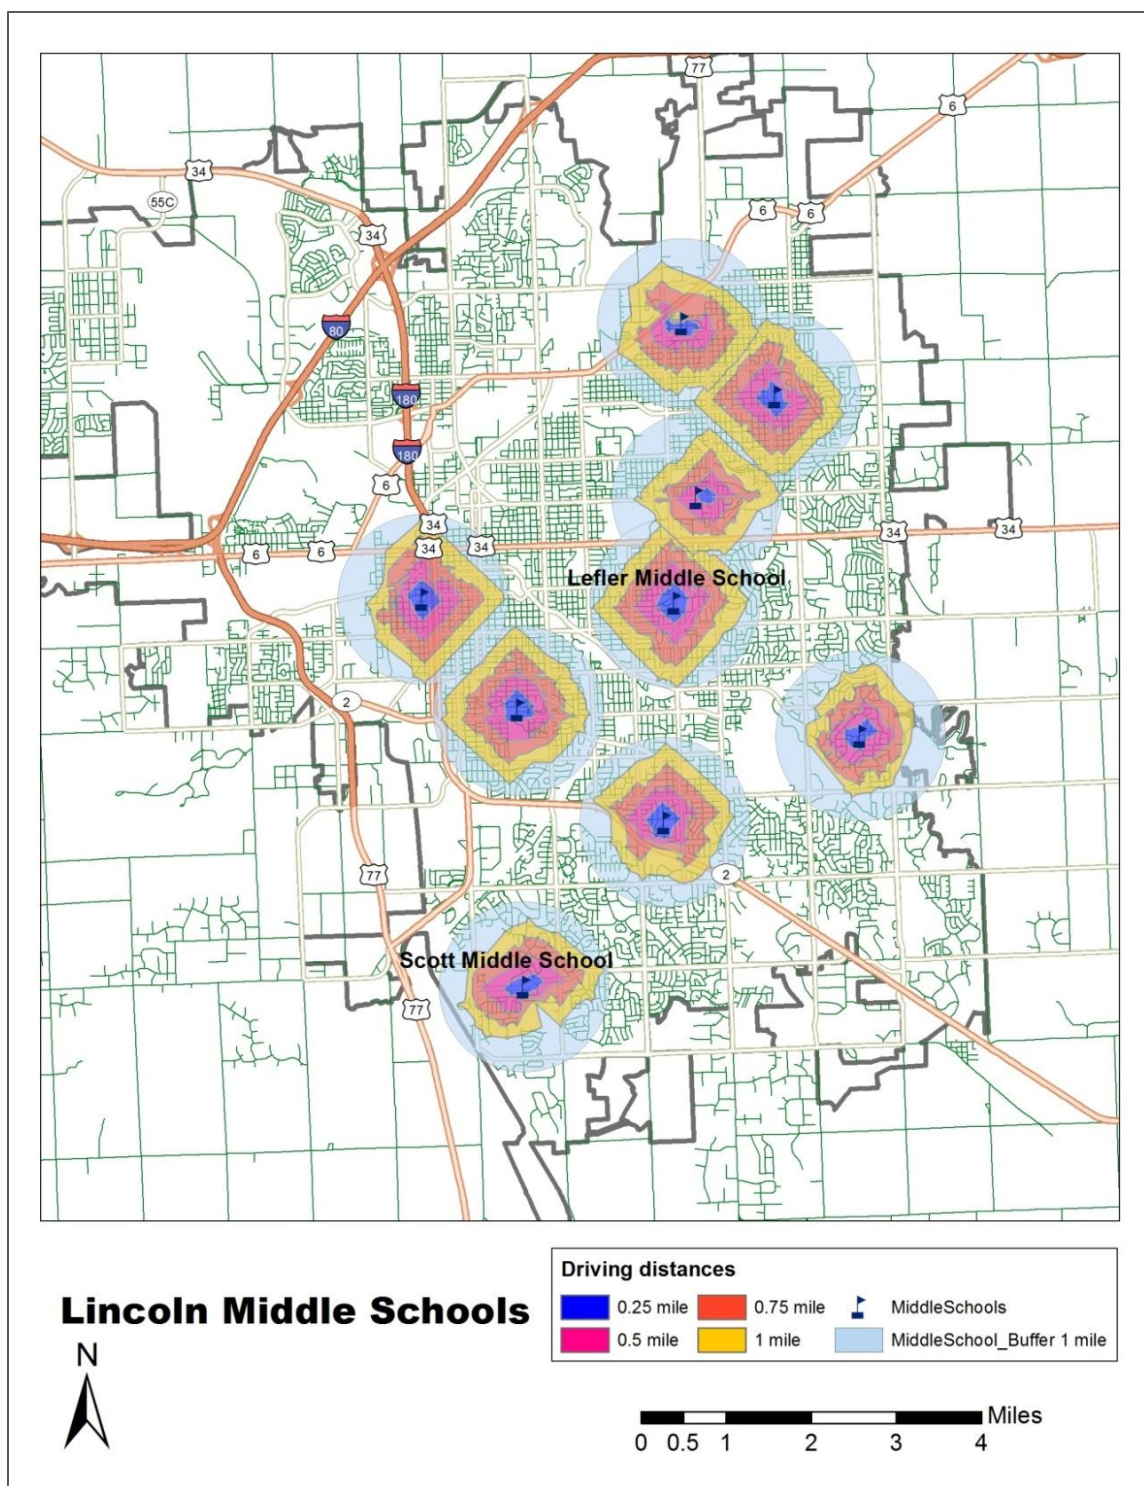 77
6
34
55C
6
6
34
80
180
180
6
34
34
34
34
34
6
6
Lefler Middle School
2
77
2
Scott Middle School
77
Lincoln Middle Schools
N
Driving distances
0.25 mile
0.75 mile
MiddleSchools
0.5 mile
1 mile
MiddleSchool_Buffer 1 mile
Miles
0 0.5 1 2 3 4